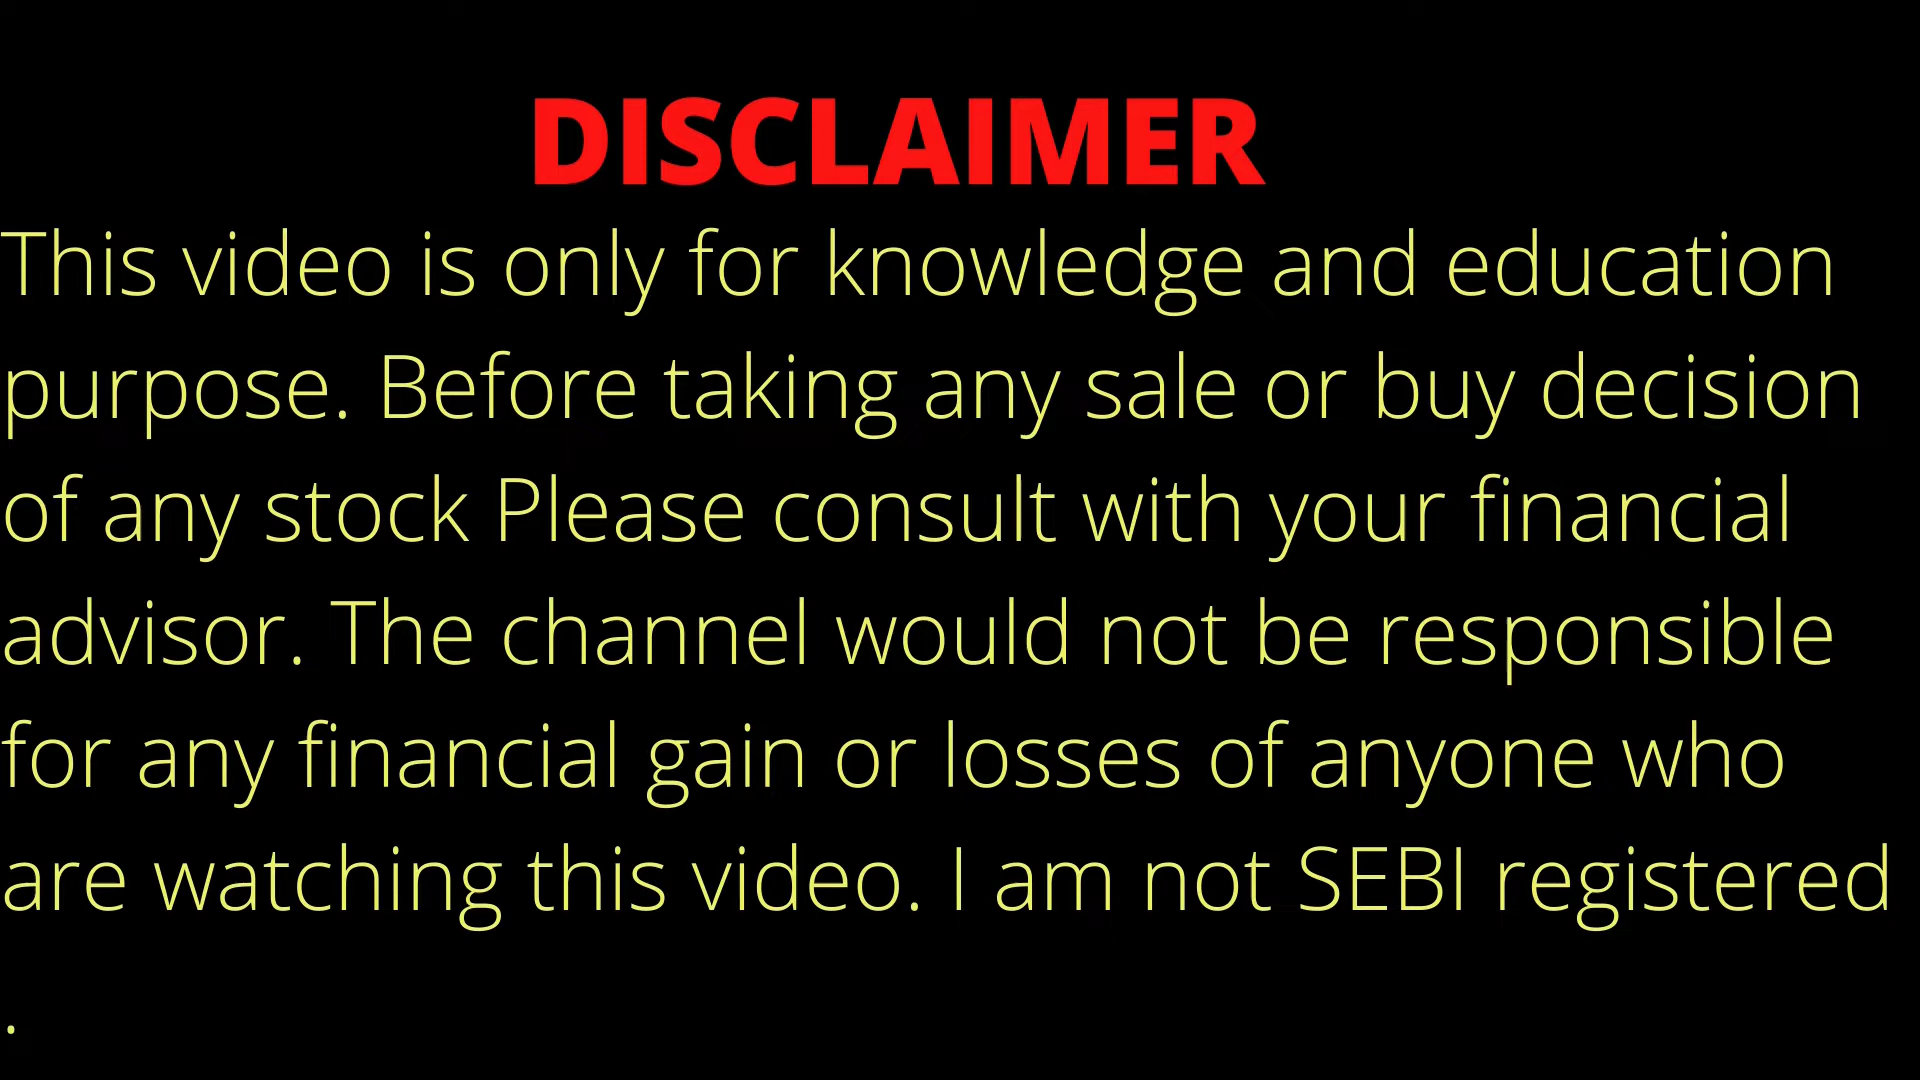 DISCLAIMER
This video is only for knowledge and education
purpose. Before taking any sale or buy decision
of any stock Please consult with your financial
advisor. The channel would not be responsible
for any financial gain or losses of anyone who
are watching this video. I am not SEBI registered
.